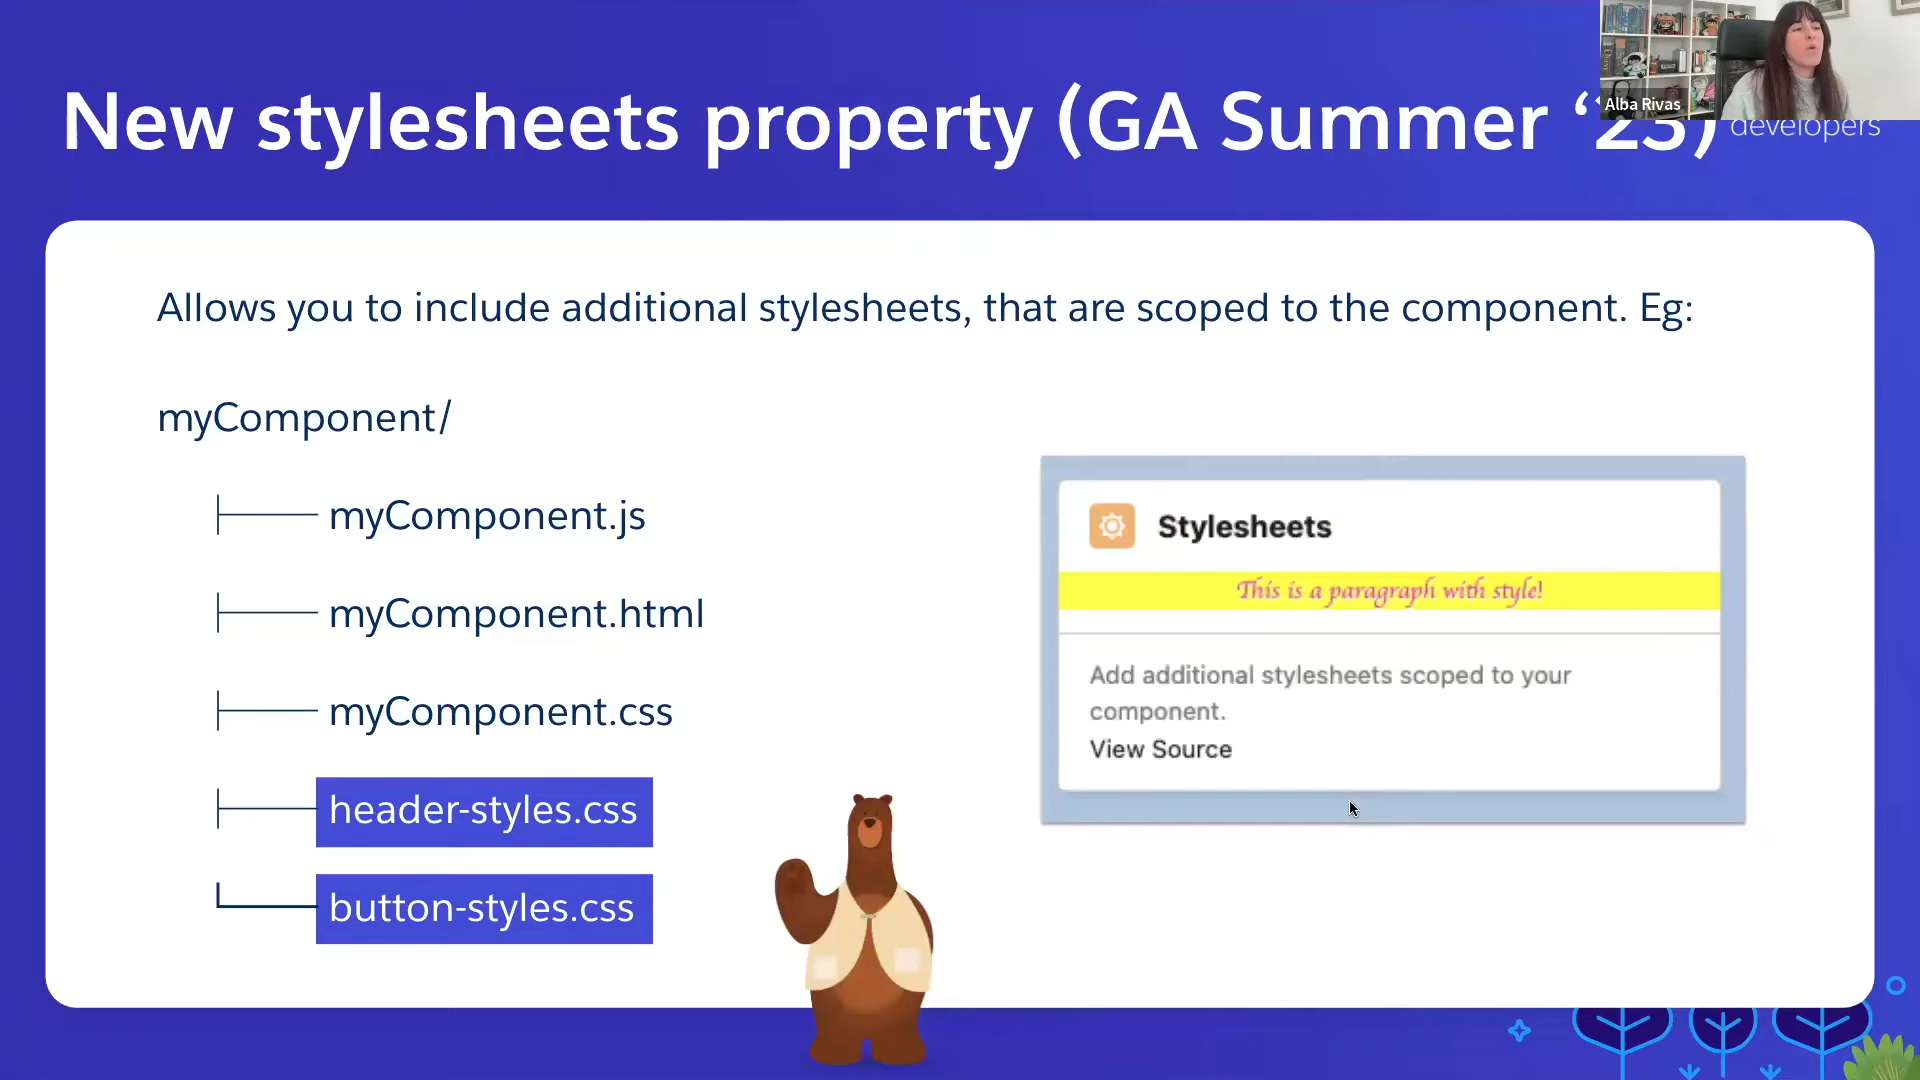 New stylesheets property (GA Summer ‘23)
Alba Rivas
developers
Allows you to include additional stylesheets, that are scoped to the component. Eg:
myComponent/
myComponent.js
myComponent.html
myComponent.css
header-styles.css
button-styles.css
Stylesheets
This is a paragraph with style!
Add additional stylesheets scoped to your
component.
View Source